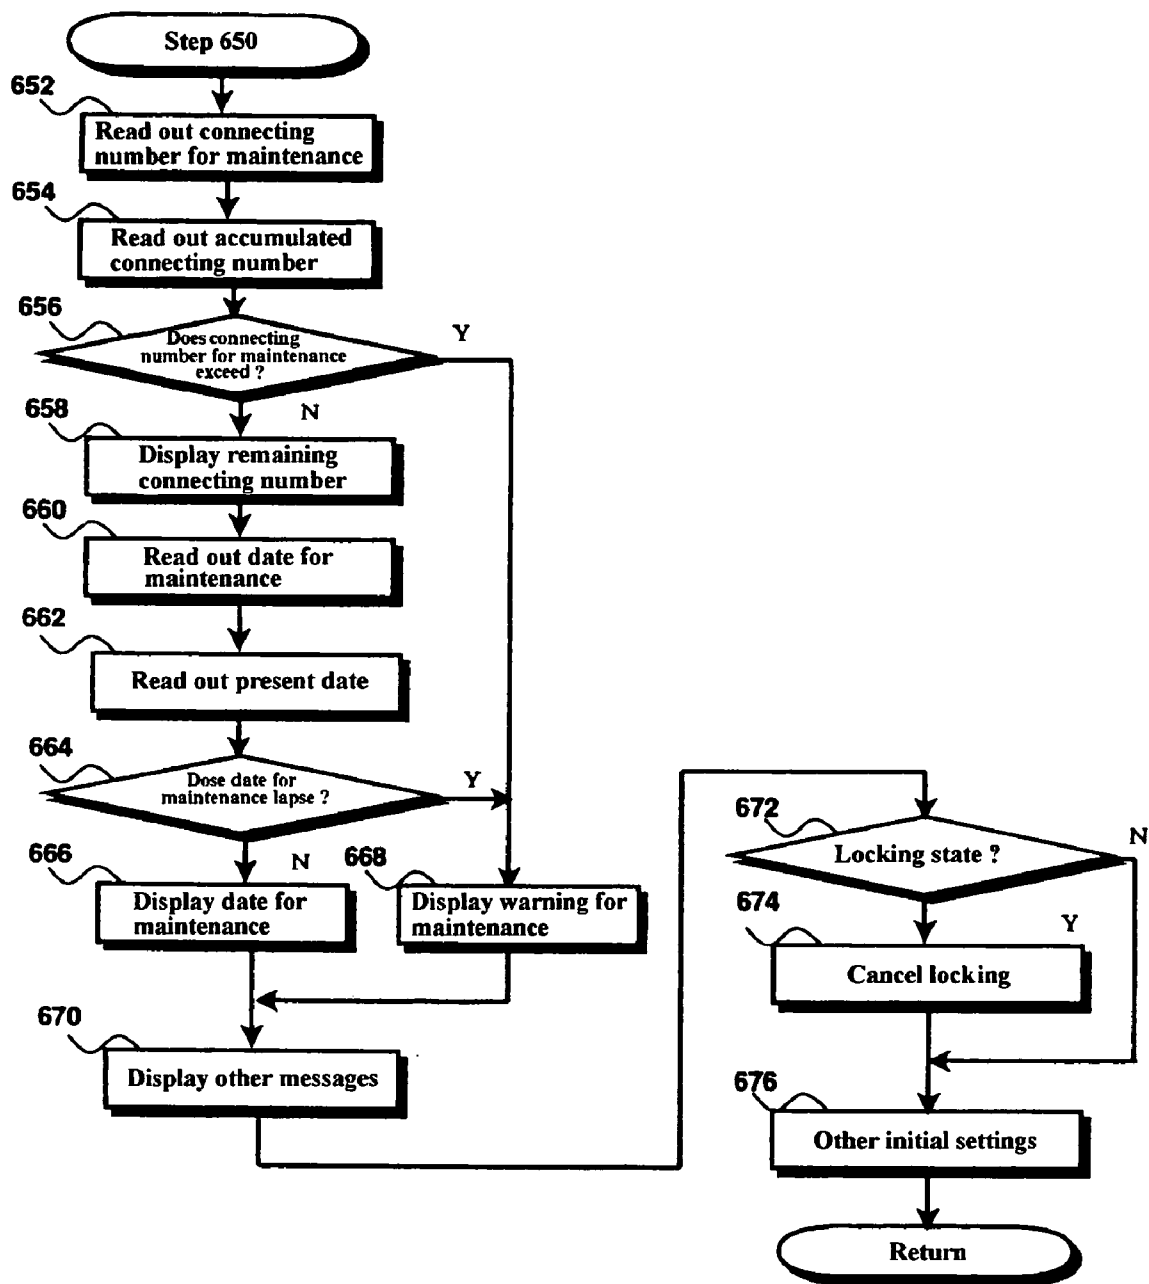 Step 650
652
Read out connecting
number for maintenance
654
Read out accumulated
connecting number
656
Does connecting
number for maintenance
exceed ?
Y
N
658
Display remaining
connecting number
660
Read out date for
maintenance
662
Read out present date
664
Dose date for
maintenance lapse ?
Y
N
666
Display date for
maintenance
668
Display warning for
maintenance
670
Display other messages
672
Locking state ?
N
Y
674
Cancel locking
676
Other initial settings
Return